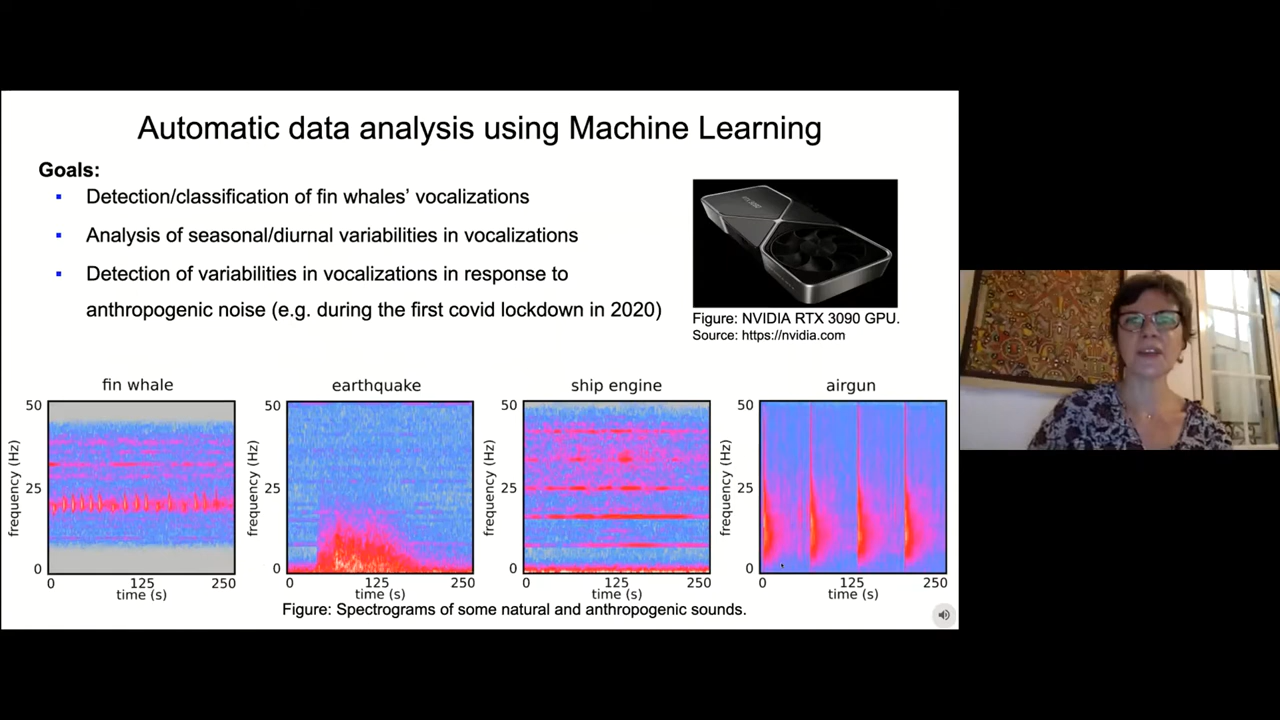 Automatic data analysis using Machine Learning
Goals:
▪ Detection/classification of fin whales’ vocalizations
▪ Analysis of seasonal/diurnal variabilities in vocalizations
▪ Detection of variabilities in vocalizations in response to
anthropogenic noise (e.g. during the first covid lockdown in 2020)
RTX 3090
Figure: NVIDIA RTX 3090 GPU.
Source: https://nvidia.com
fin whale
50
25
0
frequency (Hz)
0 125 250
time (s)
earthquake
50
25
0
frequency (Hz)
0 125 250
time (s)
ship engine
50
25
0
frequency (Hz)
0 125 250
time (s)
airgun
50
25
0
frequency (Hz)
0 125 250
time (s)
Figure: Spectrograms of some natural and anthropogenic sounds.